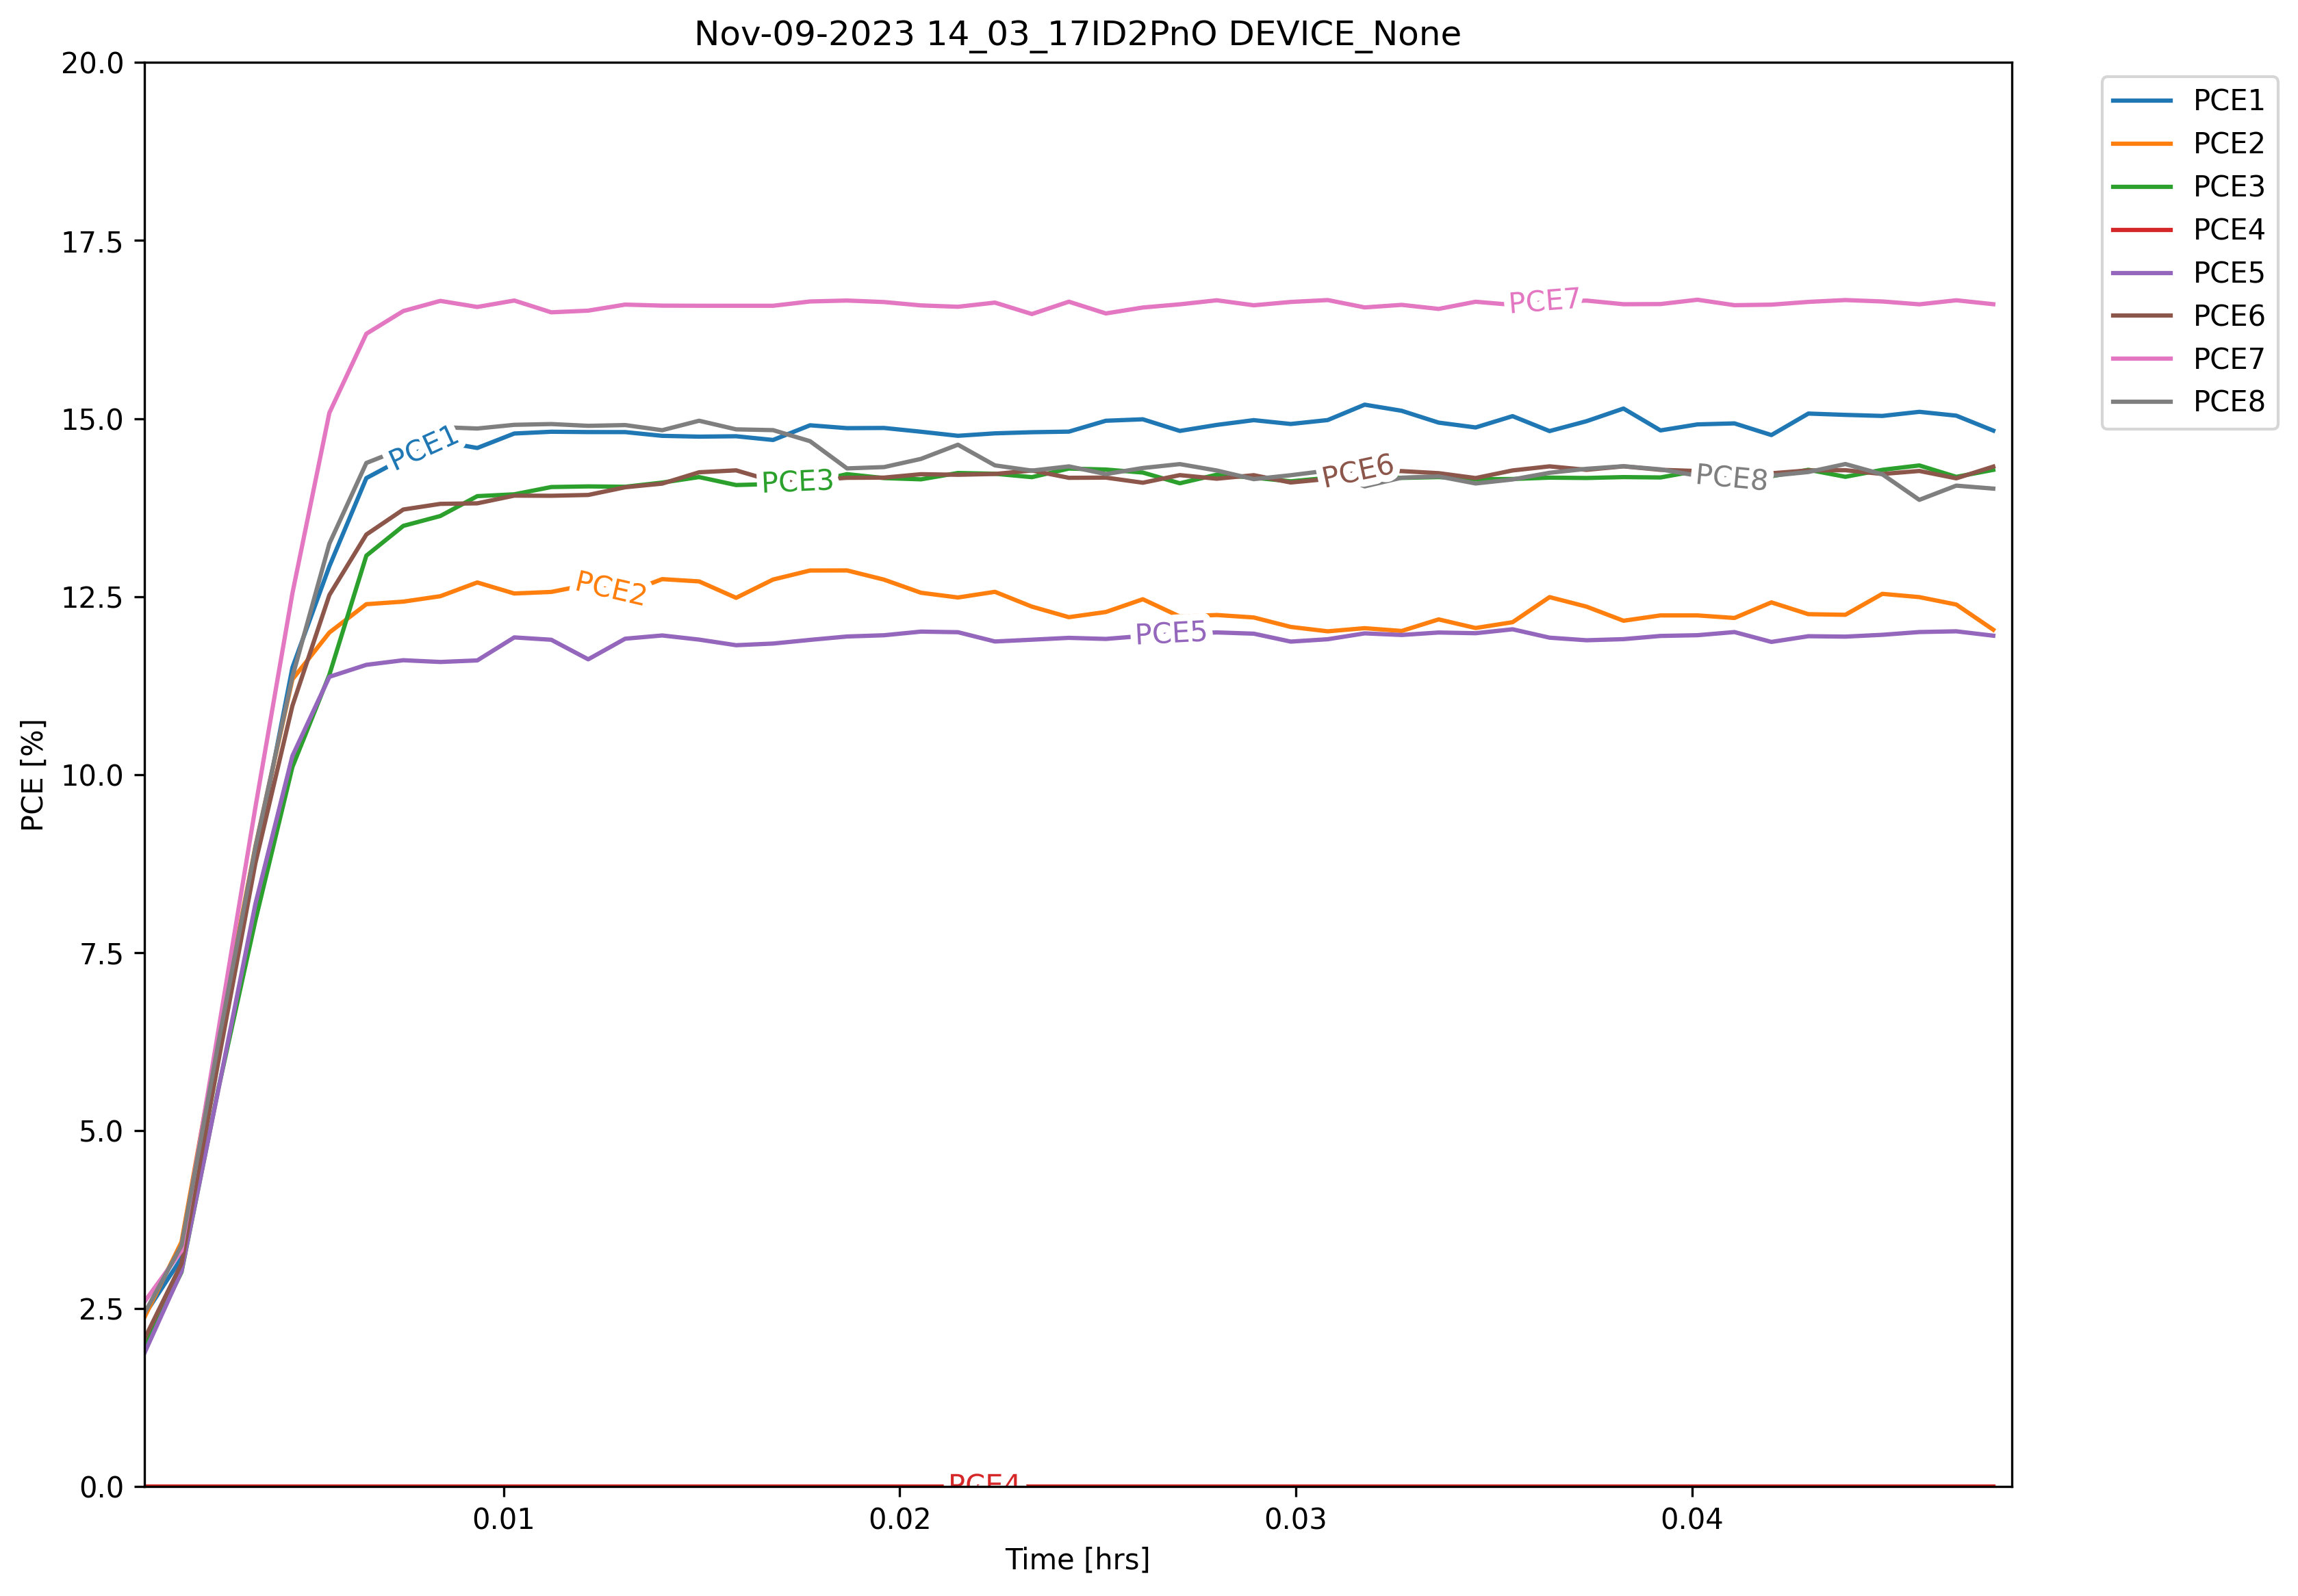 Nov-09-2023 14_03_17ID2PnO DEVICE_None
20.0
17.5
15.0
12.5
10.0
7.5
5.0
2.5
0.0
PCE [%]
PCE7
PCE1
PCE3
PCE6
PCE8
PCE2
PCE5
PCE4
0.01
0.02
0.03
0.04
Time [hrs]
PCE1
PCE2
PCE3
PCE4
PCE5
PCE6
PCE7
PCE8